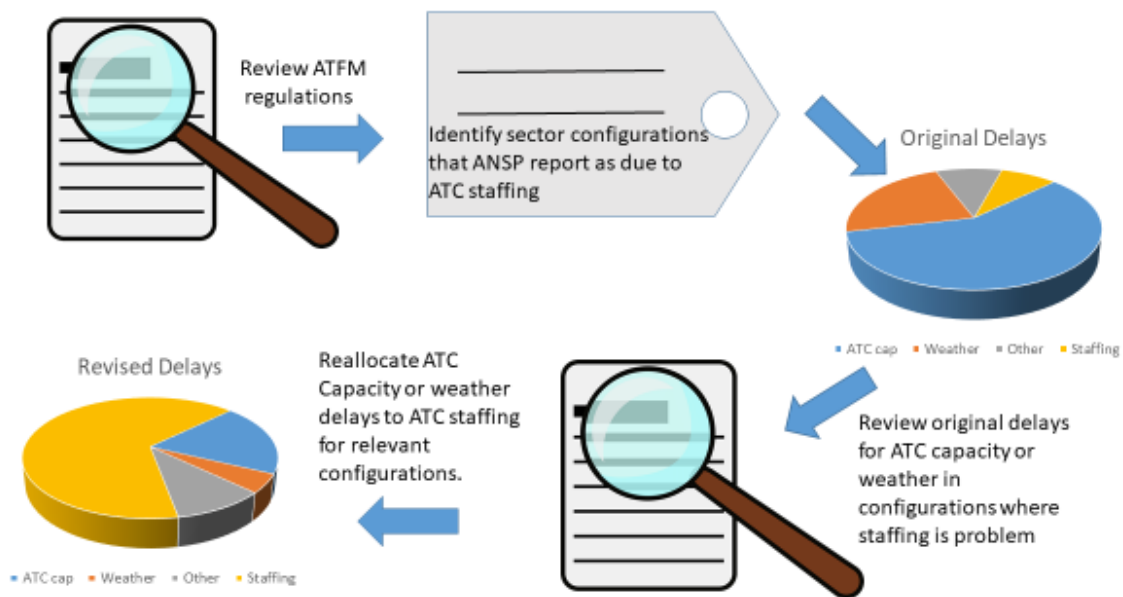 Review ATFM
regulations
Identify sector configurations
that ANSP report as due to
ATC staffing
Original Delays
ATC cap Weather Other Staffing
Review original delays
for ATC capacity or
weather in
configurations where
staffing is problem
Reallocate ATC
Capacity or weather
delays to ATC staffing
for relevant
configurations.
Revised Delays
ATC cap Weather Other Staffing